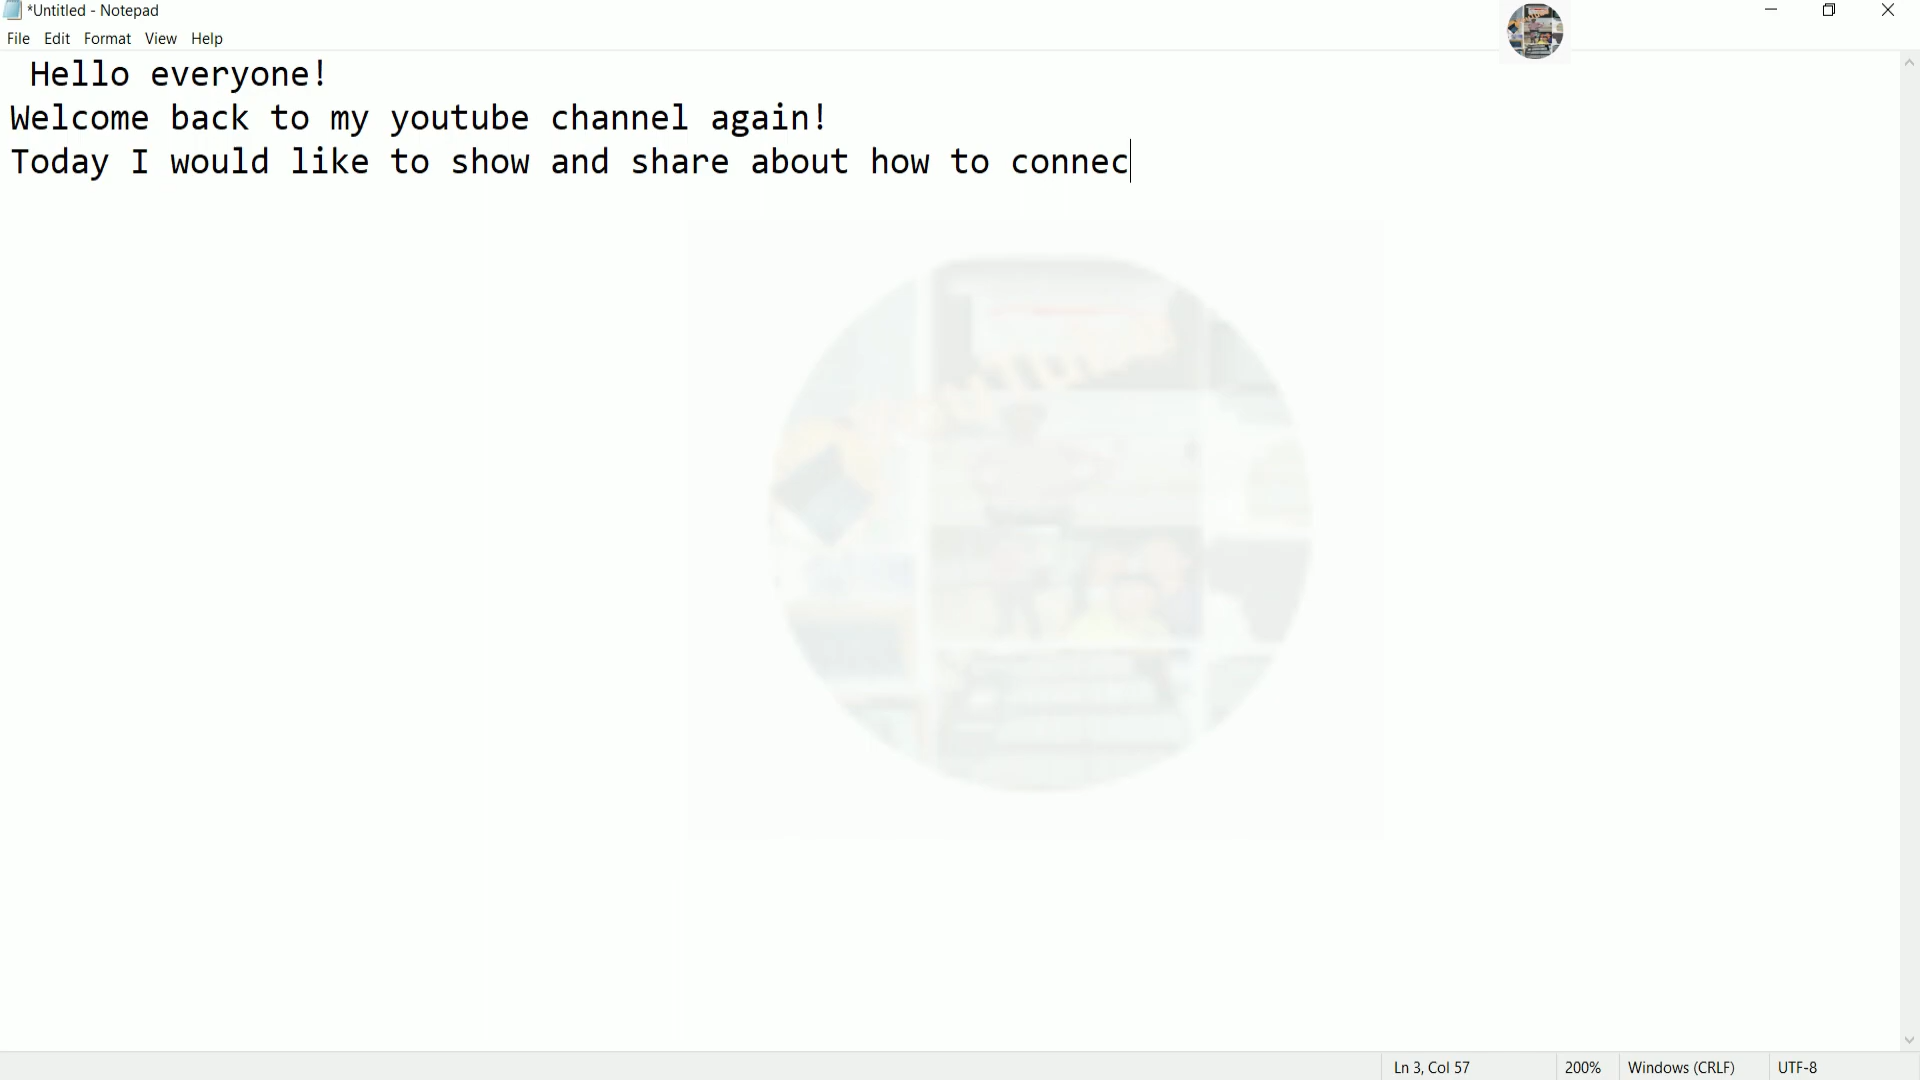 *Untitled - Notepad
File Edit Format View Help
Hello everyone!
Welcome back to my youtube channel again!
Today I would like to show and share about how to connec
Ln 3, Col 57 200% Windows (CRLF) UTF-8